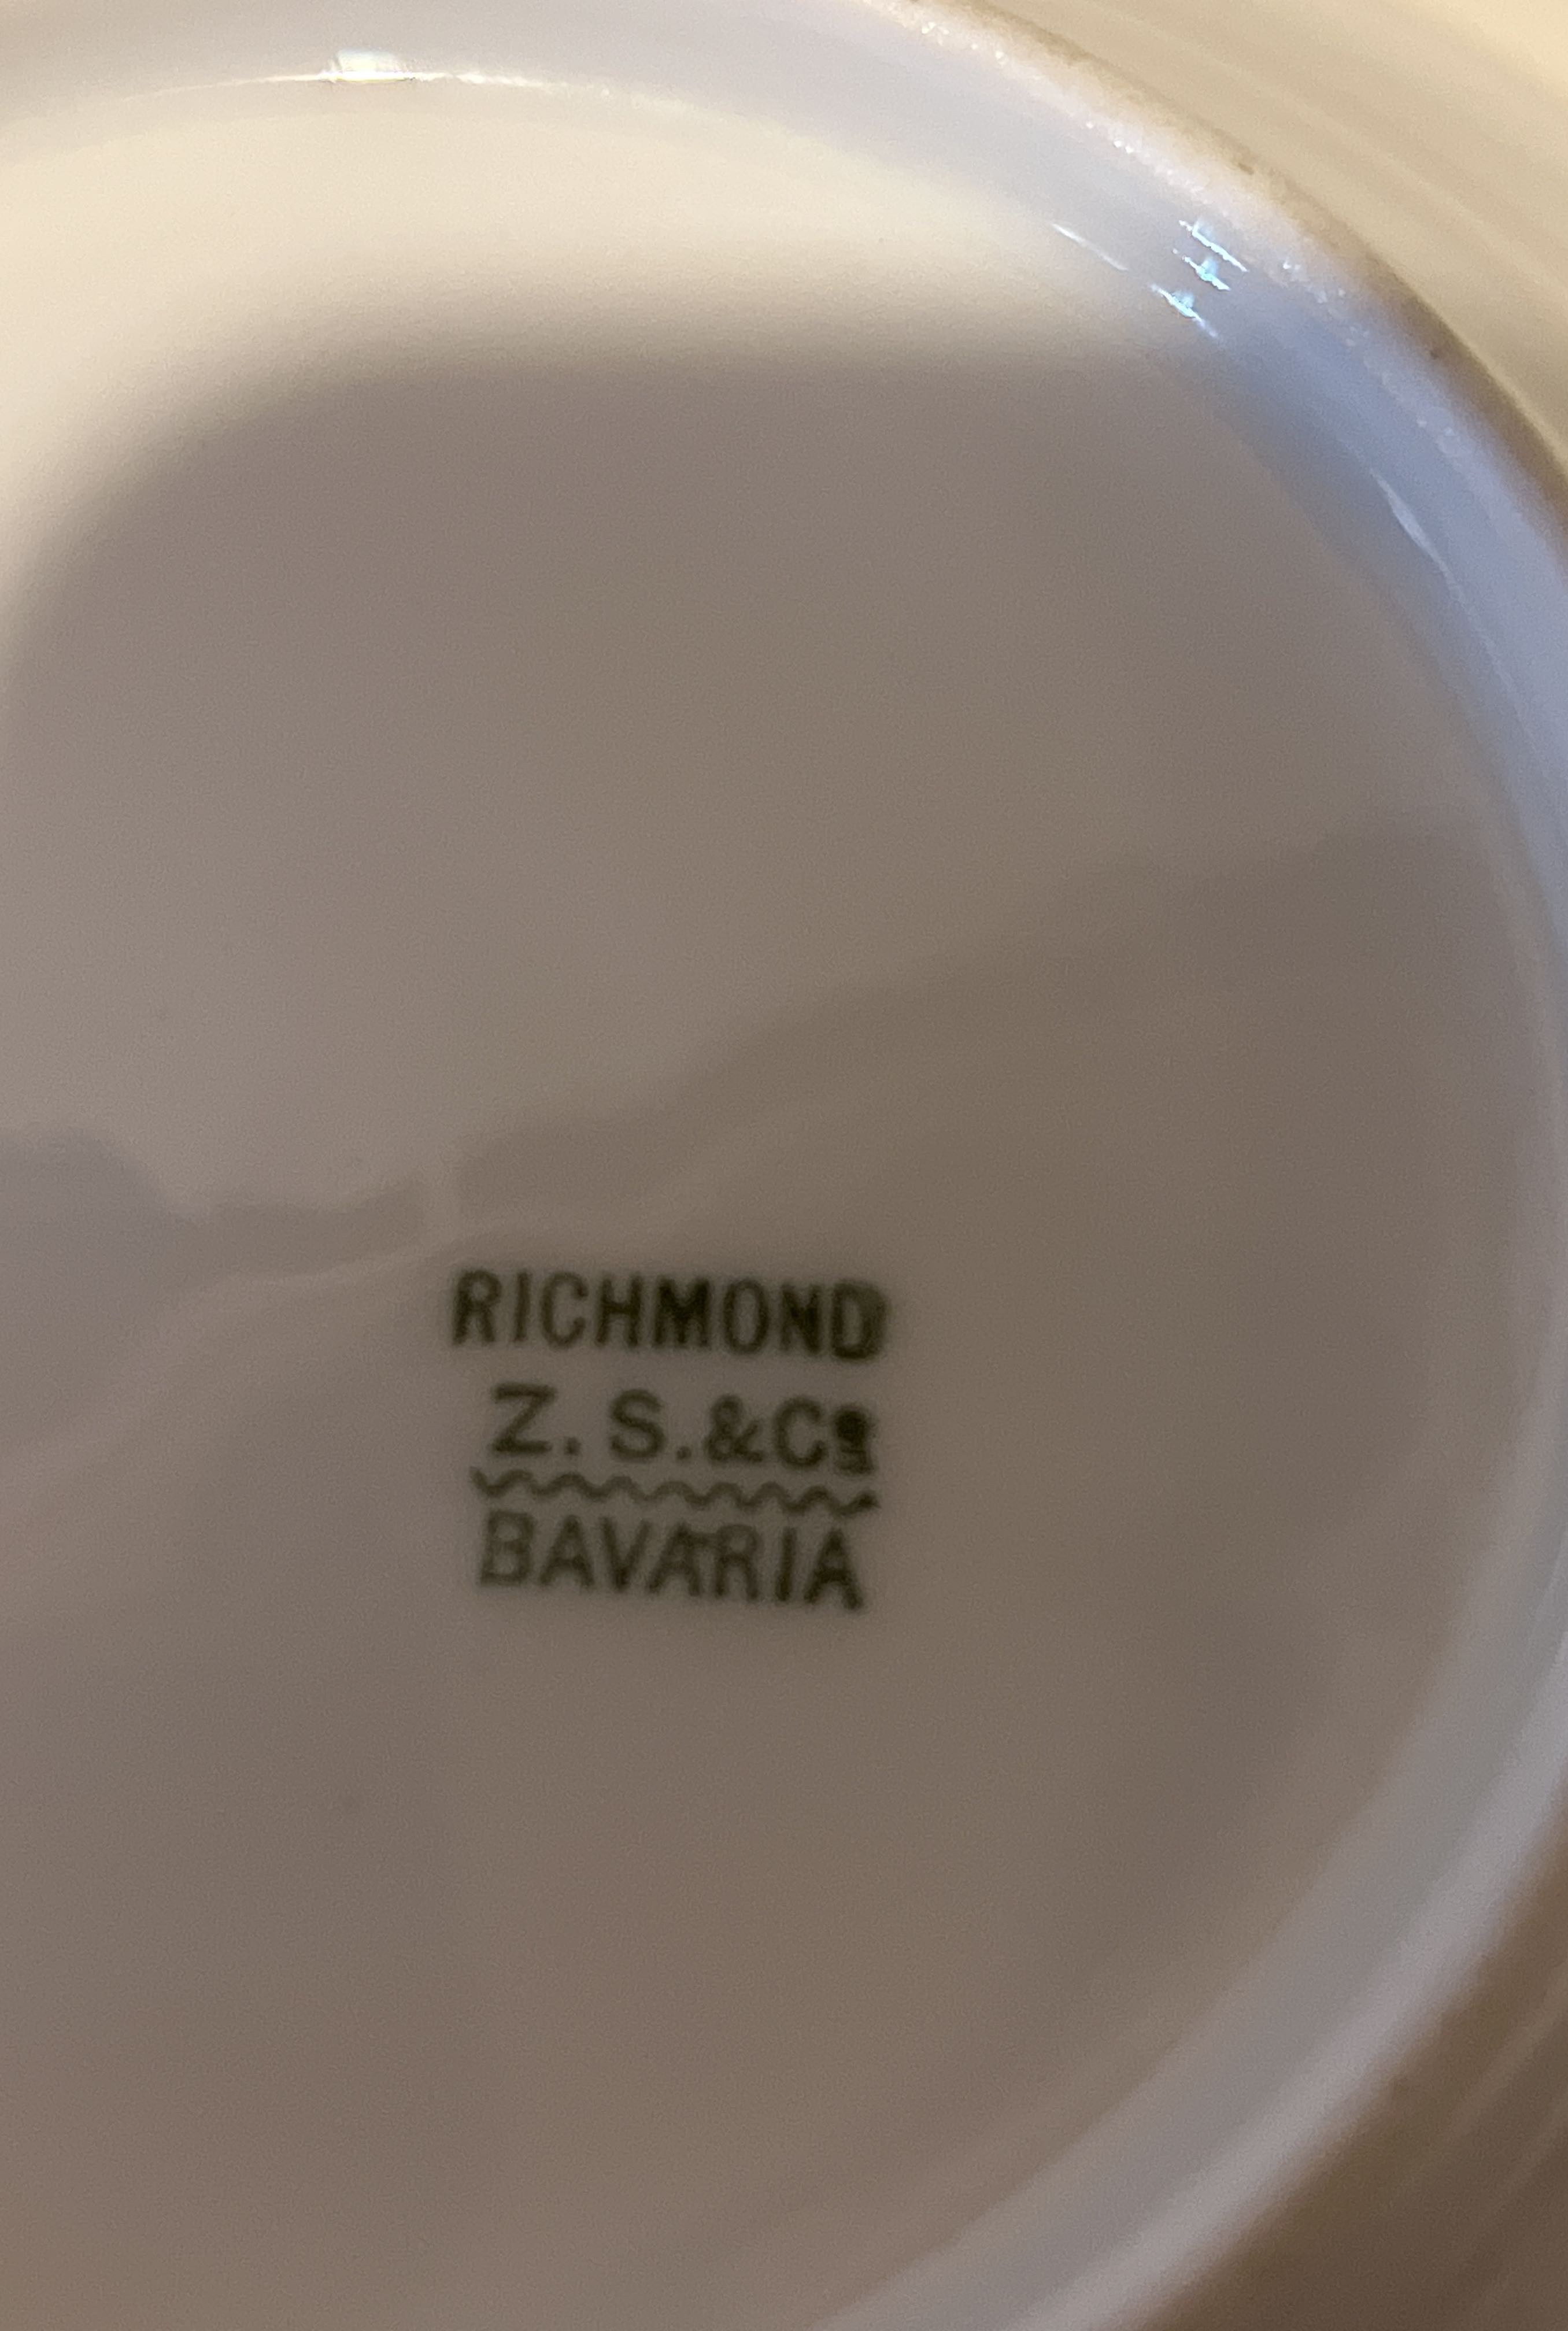 RICHMOND
Z. S. & Cº
BAVARIA